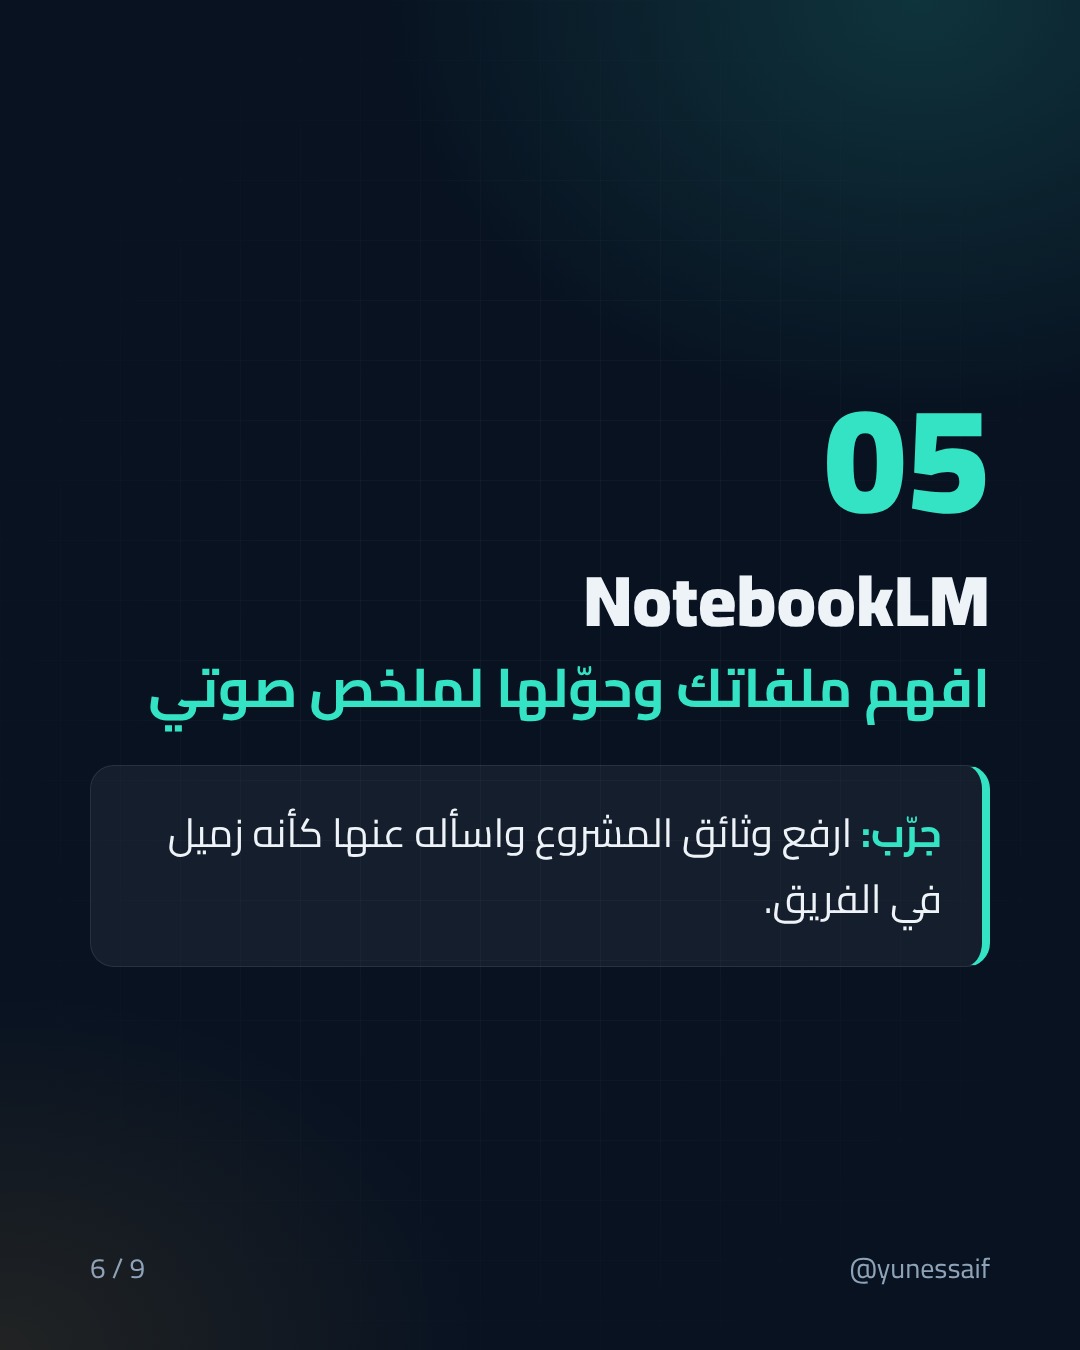 05
NotebookLM
افهم ملفاتك وحوّلها لملخص صوتي
جرّب: ارفع وثائق المشروع واسأله عنها كأنه زميل
في الفريق.
6 / 9
@yunessaif